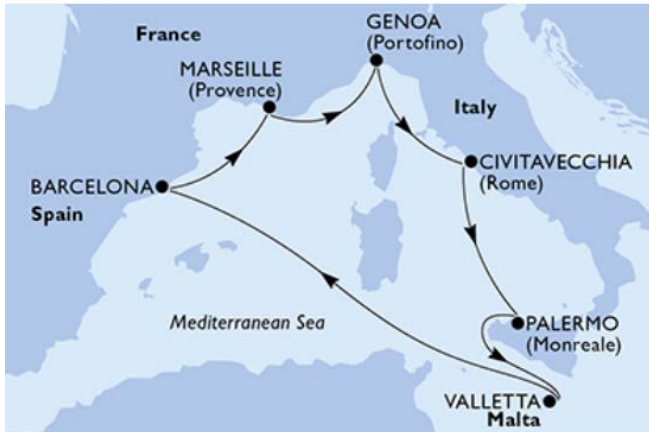 France
GENOA
(Portofino)
MARSEILLE
(Provence)
Italy
CIVITAVECCHIA
(Rome)
BARCELONA
Spain
Mediterranean Sea
PALERMO
(Monreale)
VALLETTA
Malta